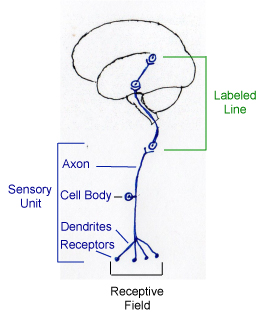 Labeled
Line
Axon
Sensory
Unit
Cell Body
Dendrites
Receptors
Receptive
Field